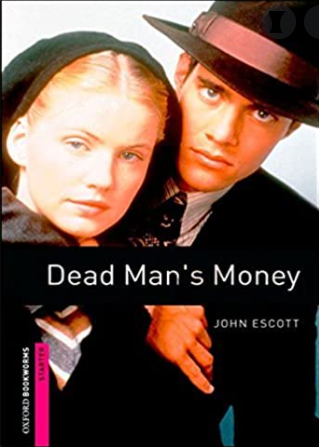 Dead Man's Money
JOHN ESCOTT
OXFORD BOOKWORMS
STARTER